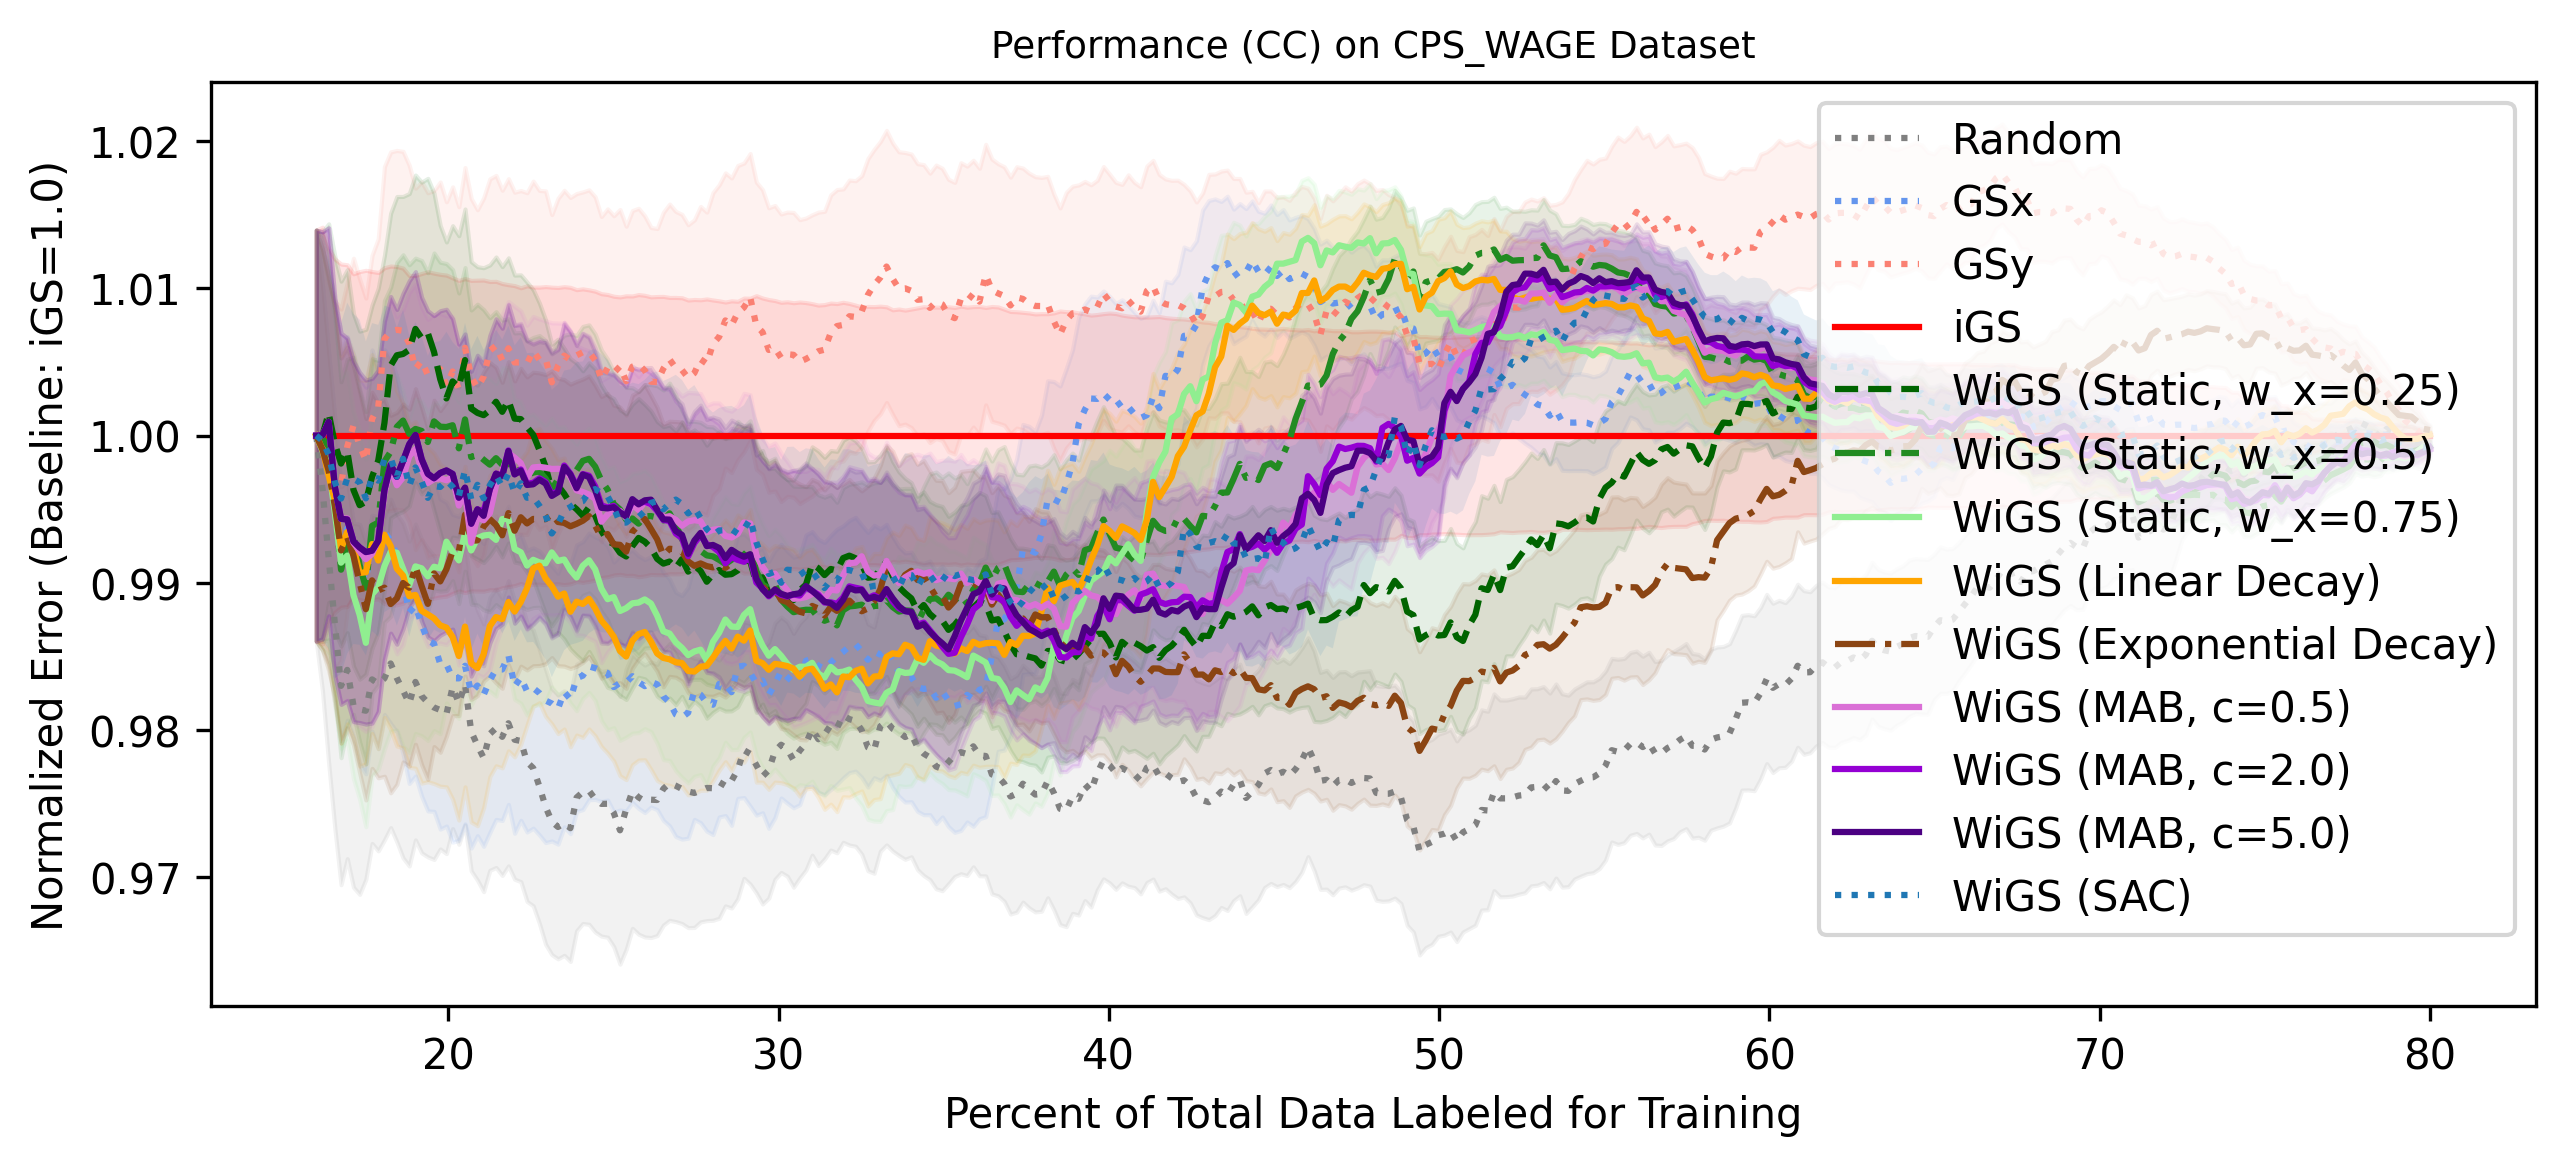 Performance (CC) on CPS_WAGE Dataset
Normalized Error (Baseline: iGS=1.0)
1.02
1.01
1.00
0.99
0.98
0.97
20
30
40
50
60
70
80
Percent of Total Data Labeled for Training
Random
GSx
GSy
iGS
WiGS (Static, w_x=0.25)
WiGS (Static, w_x=0.5)
WiGS (Static, w_x=0.75)
WiGS (Linear Decay)
WiGS (Exponential Decay)
WiGS (MAB, c=0.5)
WiGS (MAB, c=2.0)
WiGS (MAB, c=5.0)
WiGS (SAC)